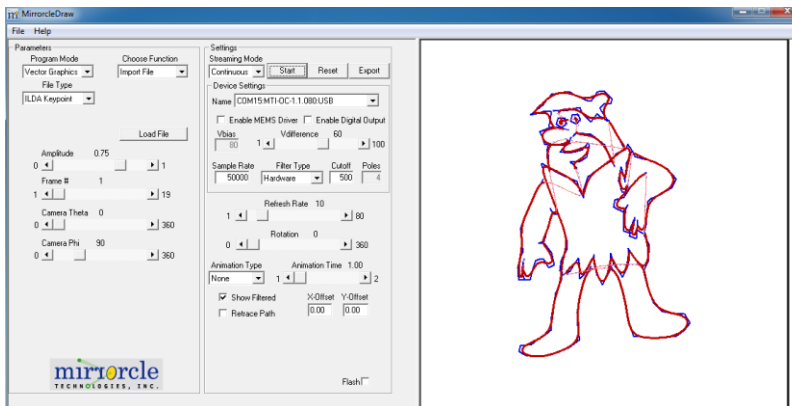 MirrorcleDraw
File Help
Parameters
Program Mode Choose Function
Vector Graphics Import File
File Type
ILDA Keypoint
Load File
Amplitude 0.75
0 1
Frame # 1
1 19
Camera Theta 0
0 360
Camera Phi 90
0 360
mirrorcle
TECHNOLOGIES, INC.
Settings
Streaming Mode
Continuous Start Reset Export
Device Settings
Name COM15:MTI-OC-1.1.080:USB
Enable MEMS Driver Enable Digital Output
Vbias Vdifference 60
80 1 100
Sample Rate Filter Type Cutoff Poles
50000 Hardware 500 4
Refresh Rate 10
1 80
Rotation 0
0 360
Animation Type Animation Time 1.00
None 1 2
Show Filtered X-Offset Y-Offset
0.00 0.00
Retrace Path
Flash